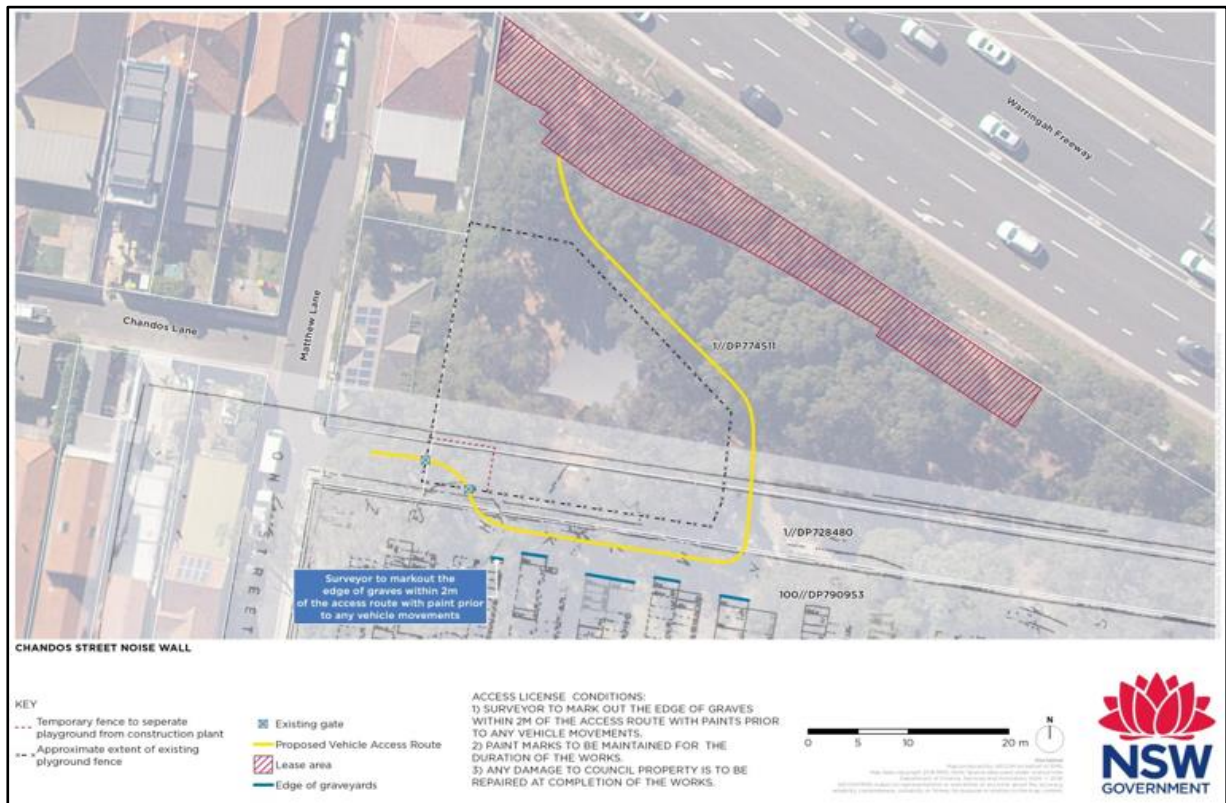 Warringah Freeway
Chandos Lane
Matthew Lane
1//DP774511
ON
STREET
1//DP728480
100//DP790953
Surveyor to markout the
edge of graves within 2m
of the access route with paint prior
to any vehicle movements
CHANDOS STREET NOISE WALL
KEY
Temporary fence to seperate
playground from construction plant
Approximate extent of existing
plyground fence
Existing gate
Proposed Vehicle Access Route
Lease area
Edge of graveyards
ACCESS LICENSE CONDITIONS:
1) SURVEYOR TO MARK OUT THE EDGE OF GRAVES
WITHIN 2M OF THE ACCESS ROUTE WITH PAINTS PRIOR
TO ANY VEHICLE MOVEMENTS.
2) PAINT MARKS TO BE MAINTAINED FOR THE
DURATION OF THE WORKS.
3) ANY DAMAGE TO COUNCIL PROPERTY IS TO BE
REPAIRED AT COMPLETION OF THE WORKS.
0 5 10 20 m
N
NSW
GOVERNMENT